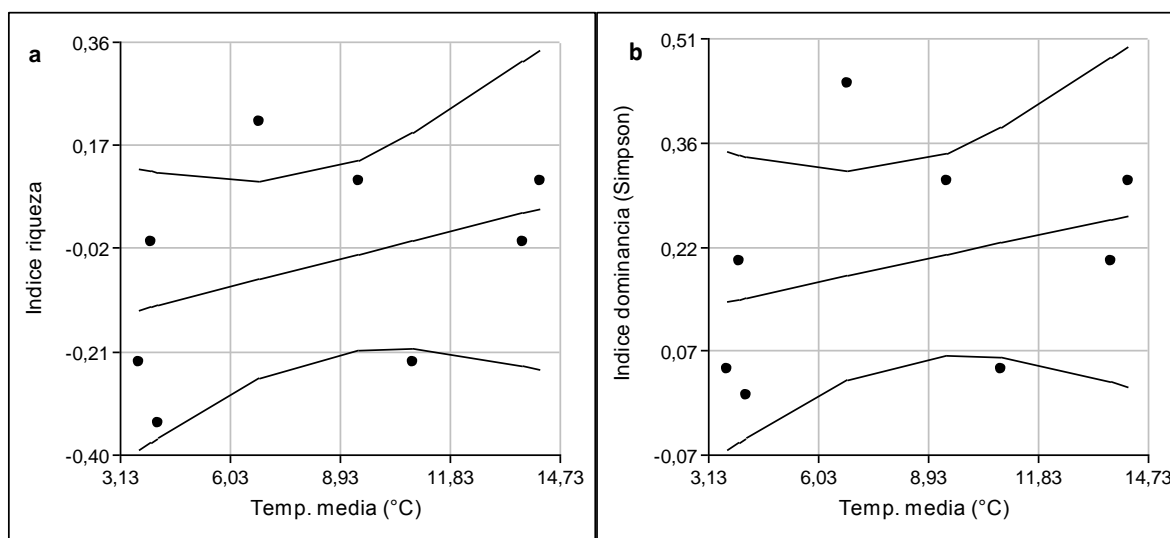 a
Indice riqueza
0,36
0,17
-0,02
-0,21
-0,40
3,13 6,03 8,93 11,83 14,73
Temp. media (°C)
b
Indice dominancia (Simpson)
0,51
0,36
0,22
0,07
-0,07
3,13 6,03 8,93 11,83 14,73
Temp. media (°C)